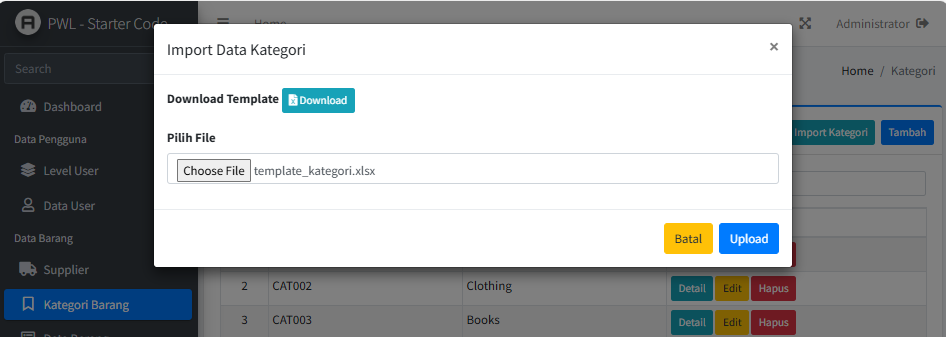 PWL - Starter Code
Home
Administrator
Search
Home / Kategori
Dashboard
Data Pengguna
Level User
Data User
Data Barang
Supplier
Kategori Barang
Import Data Kategori
×
Download Template Download
Pilih File
Choose File template_kategori.xlsx
Batal Upload
Import Kategori Tambah
2 CAT002 Clothing Detail Edit Hapus
3 CAT003 Books Detail Edit Hapus